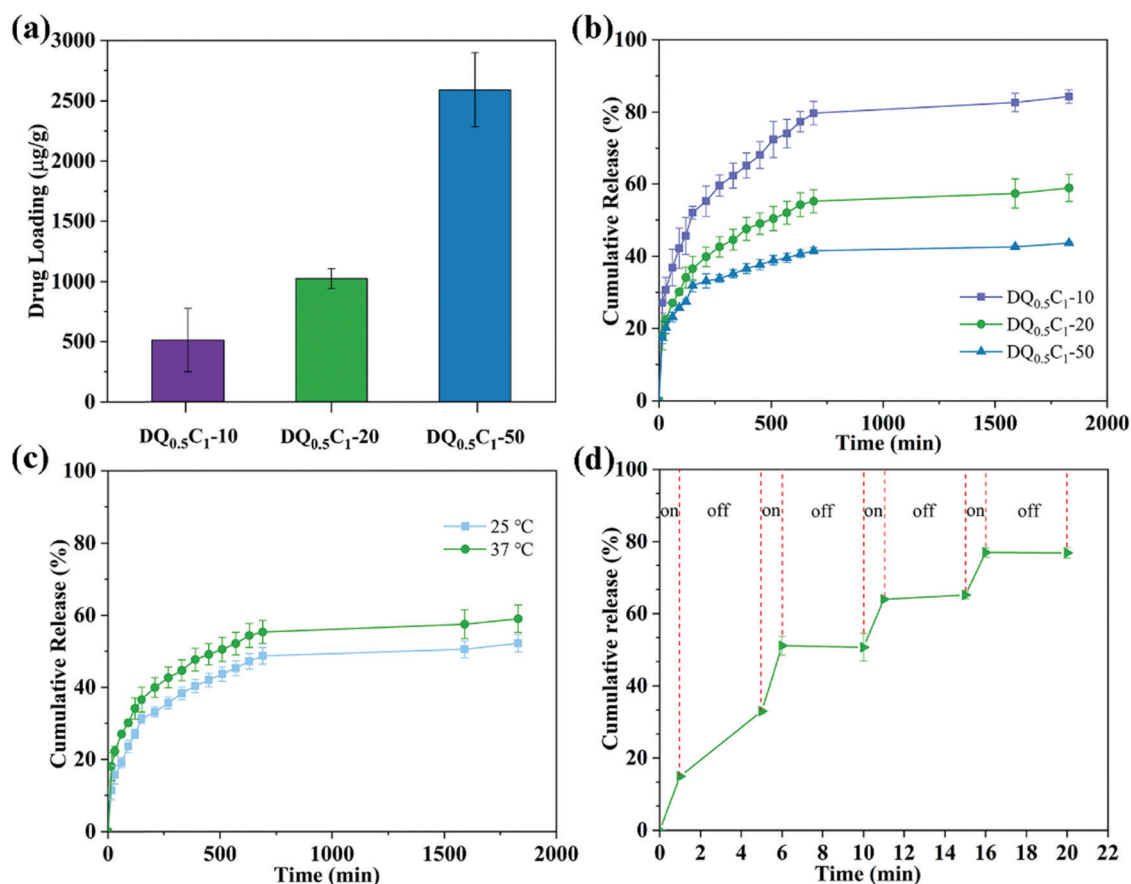 (a)
3000
2500
2000
1500
1000
500
0
Drug Loading (μg/g)
DQ0.5C1-10 DQ0.5C1-20 DQ0.5C1-50
(b)
100
80
60
40
20
0
Cumulative Release (%)
DQ0.5C1-10
DQ0.5C1-20
DQ0.5C1-50
0 500 1000 1500 2000
Time (min)
(c)
100
80
60
40
20
0
Cumulative Release (%)
25 ℃
37 ℃
0 500 1000 1500 2000
Time (min)
(d)
100
80
60
40
20
0
Cumulative release (%)
on off on off on off on off
0 2 4 6 8 10 12 14 16 18 20 22
Time (min)